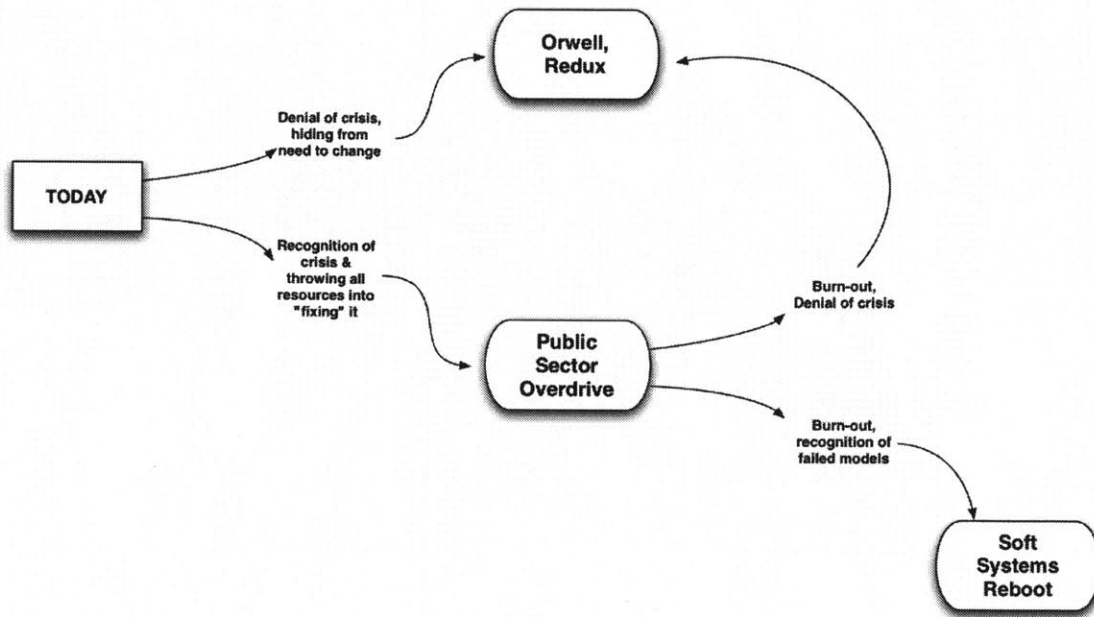 Orwell,
Redux
Denial of crisis,
hiding from
need to change
TODAY
Recognition of
crisis &
throwing all
resources into
"fixing" it
Burn-out,
Denial of crisis
Public
Sector
Overdrive
Burn-out,
recognition of
failed models
Soft
Systems
Reboot